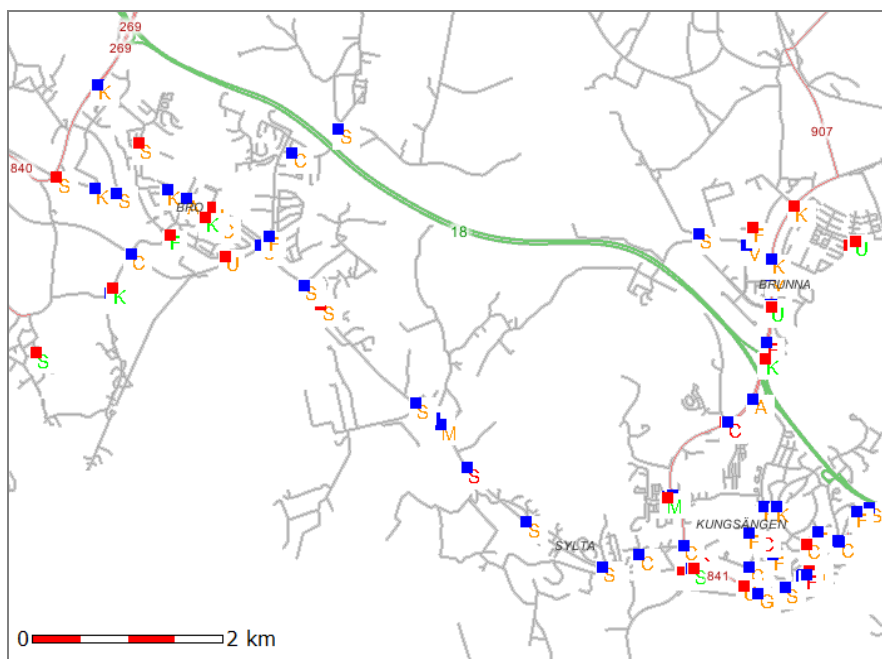 269
269
K
S
S
C
907
840
S
K
S
K
BRO
K
K
F
C
U
F
S
F
V
K
U
K
BRUNNA
18
C
K
S
S
U
S
F
K
A
S
M
C
S
M
K
S
F
KUNGSÄNGEN
S
F
C
C
C
SYLTA
C
C
F
S
S
841
C
F
S
G
0
2 km